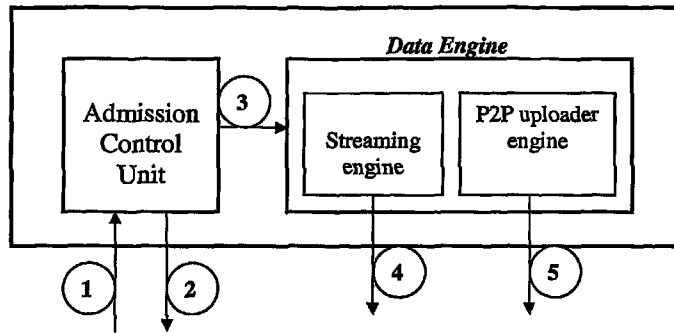 Data Engine
3
Admission
Control
Unit
Streaming
engine
P2P uploader
engine
1
2
4
5